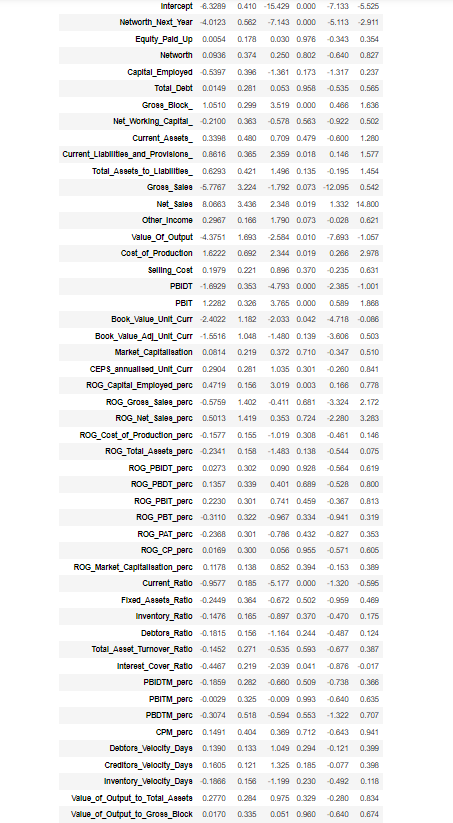 Intercept -6.3289 0.410 -15.429 0.000 -7.133 -5.525
Networth_Next_Year -4.0123 0.562 -7.143 0.000 -5.113 -2.911
Equity_Paid_Up 0.0054 0.178 0.030 0.976 -0.343 0.354
Networth 0.0936 0.374 0.250 0.802 -0.640 0.827
Capital_Employed -0.5397 0.396 -1.361 0.173 -1.317 0.237
Total_Debt 0.0149 0.281 0.053 0.958 -0.535 0.565
Gross_Block_ 1.0510 0.299 3.519 0.000 0.466 1.636
Net_Working_Capital_ -0.2100 0.363 -0.578 0.563 -0.922 0.502
Current_Assets_ 0.3398 0.480 0.709 0.479 -0.600 1.280
Current_Liabilities_and_Provisions_ 0.8616 0.365 2.359 0.018 0.146 1.577
Total_Assets_to_Liabilities_ 0.6293 0.421 1.496 0.135 -0.195 1.454
Gross_Sales -5.7767 3.224 -1.792 0.073 -12.095 0.542
Net_Sales 8.0663 3.436 2.348 0.019 1.332 14.800
Other_Income 0.2967 0.166 1.790 0.073 -0.028 0.621
Value_Of_Output -4.3751 1.693 -2.584 0.010 -7.693 -1.057
Cost_of_Production 1.6222 0.692 2.344 0.019 0.266 2.978
Selling_Cost 0.1979 0.221 0.896 0.370 -0.235 0.631
PBIDT -1.6929 0.353 -4.793 0.000 -2.385 -1.001
PBIT 1.2282 0.326 3.765 0.000 0.589 1.868
Book_Value_Unit_Curr -2.4022 1.182 -2.033 0.042 -4.718 -0.086
Book_Value_Adj_Unit_Curr -1.5516 1.048 -1.480 0.139 -3.606 0.503
Market_Capitalisation 0.0814 0.219 0.372 0.710 -0.347 0.510
CEPS_annualised_Unit_Curr 0.2904 0.281 1.035 0.301 -0.260 0.841
ROG_Capital_Employed_perc 0.4719 0.156 3.019 0.003 0.166 0.778
ROG_Gross_Sales_perc -0.5759 1.402 -0.411 0.681 -3.324 2.172
ROG_Net_Sales_perc 0.5013 1.419 0.353 0.724 -2.280 3.283
ROG_Cost_of_Production_perc -0.1577 0.155 -1.019 0.308 -0.461 0.146
ROG_Total_Assets_perc -0.2341 0.158 -1.483 0.138 -0.544 0.075
ROG_PBIDT_perc 0.0273 0.302 0.090 0.928 -0.564 0.619
ROG_PBDT_perc 0.1357 0.339 0.401 0.689 -0.528 0.800
ROG_PBIT_perc 0.2230 0.301 0.741 0.459 -0.367 0.813
ROG_PBT_perc -0.3110 0.322 -0.967 0.334 -0.941 0.319
ROG_PAT_perc -0.2368 0.301 -0.786 0.432 -0.827 0.353
ROG_CP_perc 0.0169 0.300 0.056 0.955 -0.571 0.605
ROG_Market_Capitalisation_perc 0.1178 0.138 0.852 0.394 -0.153 0.389
Current_Ratio -0.9577 0.185 -5.177 0.000 -1.320 -0.595
Fixed_Assets_Ratio -0.2449 0.364 -0.672 0.502 -0.959 0.469
Inventory_Ratio -0.1476 0.165 -0.897 0.370 -0.470 0.175
Debtors_Ratio -0.1815 0.156 -1.164 0.244 -0.487 0.124
Total_Asset_Turnover_Ratio -0.1452 0.271 -0.535 0.593 -0.677 0.387
Interest_Cover_Ratio -0.4467 0.219 -2.039 0.041 -0.876 -0.017
PBIDTM_perc -0.1859 0.282 -0.660 0.509 -0.738 0.366
PBITM_perc -0.0029 0.325 -0.009 0.993 -0.640 0.635
PBDTM_perc -0.3074 0.518 -0.594 0.553 -1.322 0.707
CPM_perc 0.1491 0.404 0.369 0.712 -0.643 0.941
Debtors_Velocity_Days 0.1390 0.133 1.049 0.294 -0.121 0.399
Creditors_Velocity_Days 0.1605 0.121 1.325 0.185 -0.077 0.398
Inventory_Velocity_Days -0.1866 0.156 -1.199 0.230 -0.492 0.118
Value_of_Output_to_Total_Assets 0.2770 0.284 0.975 0.329 -0.280 0.834
Value_of_Output_to_Gross_Block 0.0170 0.335 0.051 0.960 -0.640 0.674